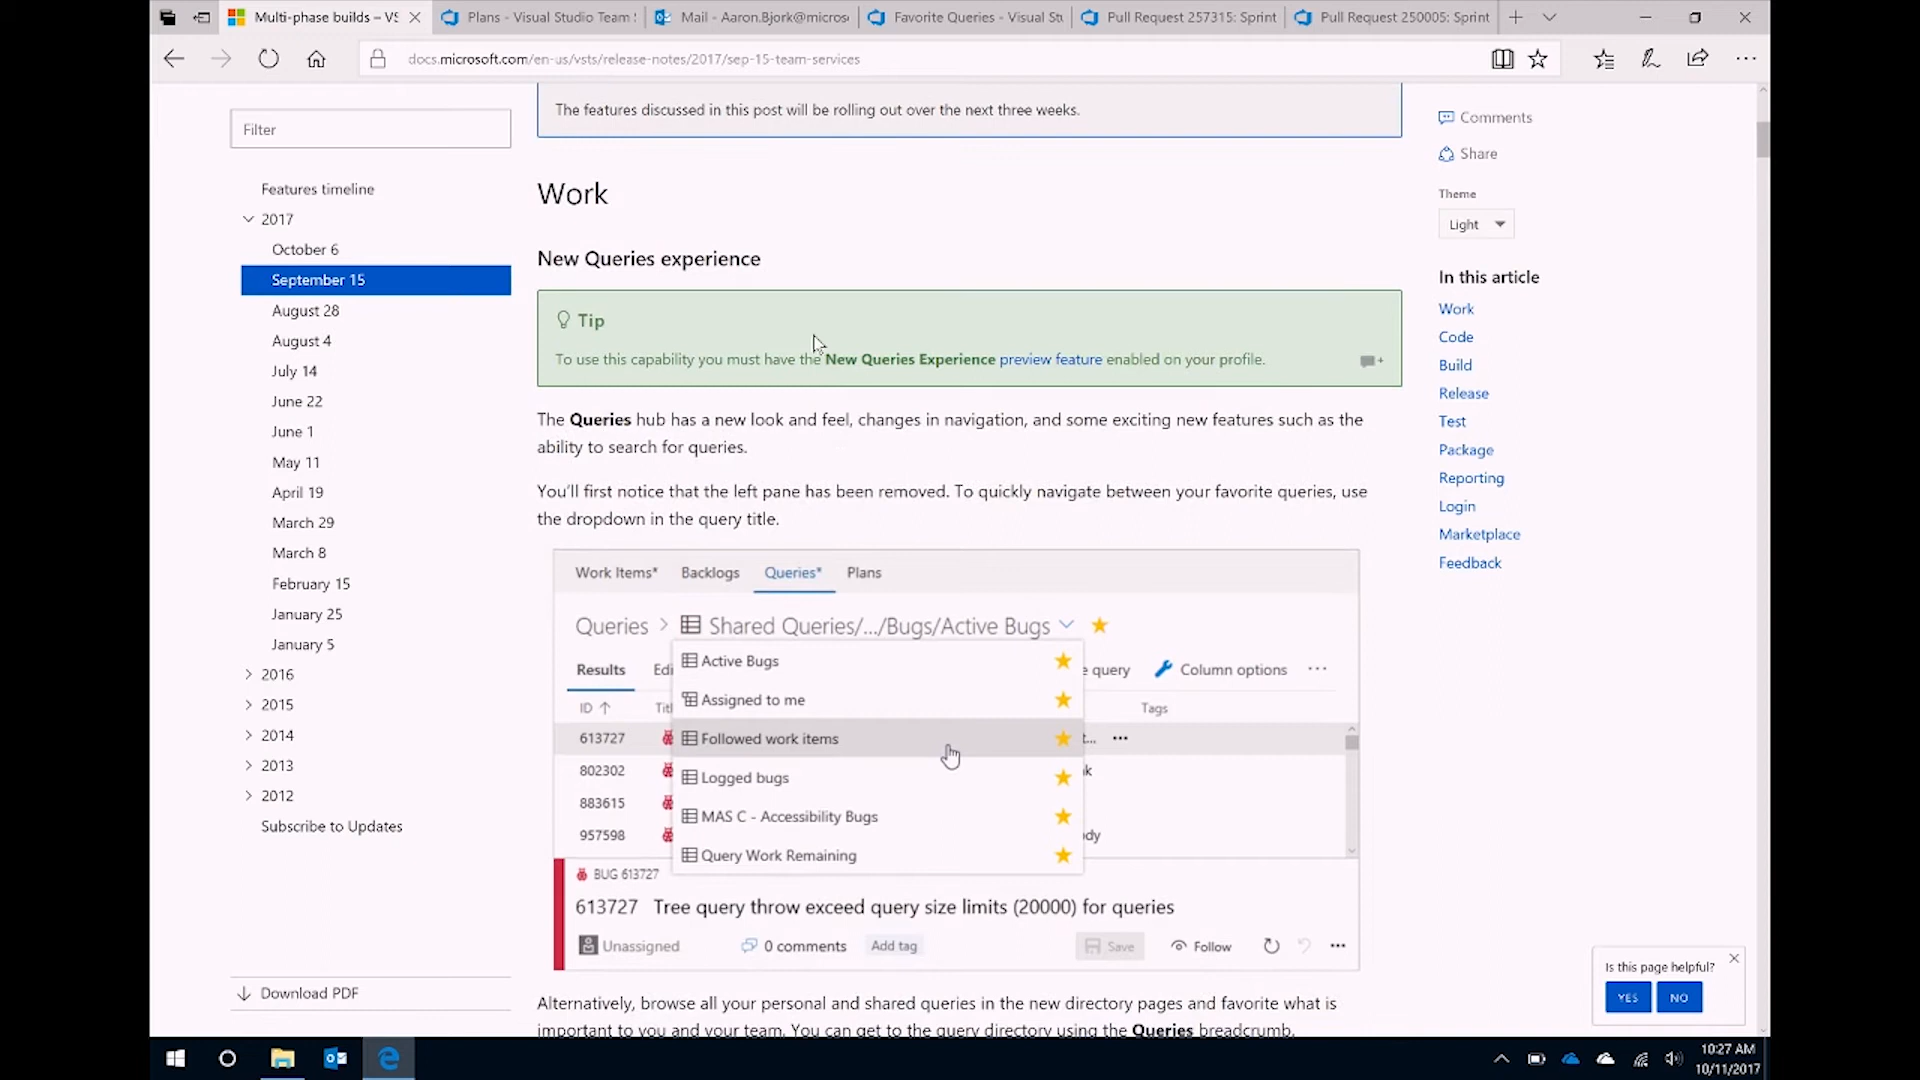 Multi-phase builds – VS
Plans - Visual Studio Team S
Mail - Aaron.Bjork@microso
Favorite Queries - Visual Stu
Pull Request 257315: Sprint
Pull Request 250005: Sprint
docs.microsoft.com/en-us/vsts/release-notes/2017/sep-15-team-services
Filter
Features timeline
2017
October 6
September 15
August 28
August 4
July 14
June 22
June 1
May 11
April 19
March 29
March 8
February 15
January 25
January 5
2016
2015
2014
2013
2012
Subscribe to Updates
Download PDF
The features discussed in this post will be rolling out over the next three weeks.
Work
New Queries experience
Tip
To use this capability you must have the New Queries Experience preview feature enabled on your profile.
The Queries hub has a new look and feel, changes in navigation, and some exciting new features such as the
ability to search for queries.
You'll first notice that the left pane has been removed. To quickly navigate between your favorite queries, use
the dropdown in the query title.
Work Items* Backlogs Queries* Plans
Queries > Shared Queries/.../Bugs/Active Bugs
Results Edi e query Column options ...
ID Titl Tags
Active Bugs
Assigned to me
Followed work items
Logged bugs
MAS C - Accessibility Bugs
Query Work Remaining
613727 t... ...
802302 k
883615
957598 dy
BUG 613727
613727 Tree query throw exceed query size limits (20000) for queries
Unassigned 0 comments Add tag Save Follow ...
Alternatively, browse all your personal and shared queries in the new directory pages and favorite what is
important to you and your team. You can get to the query directory using the Queries breadcrumb.
Comments
Share
Theme
Light
In this article
Work
Code
Build
Release
Test
Package
Reporting
Login
Marketplace
Feedback
Is this page helpful?
YES NO
10:27 AM
10/11/2017